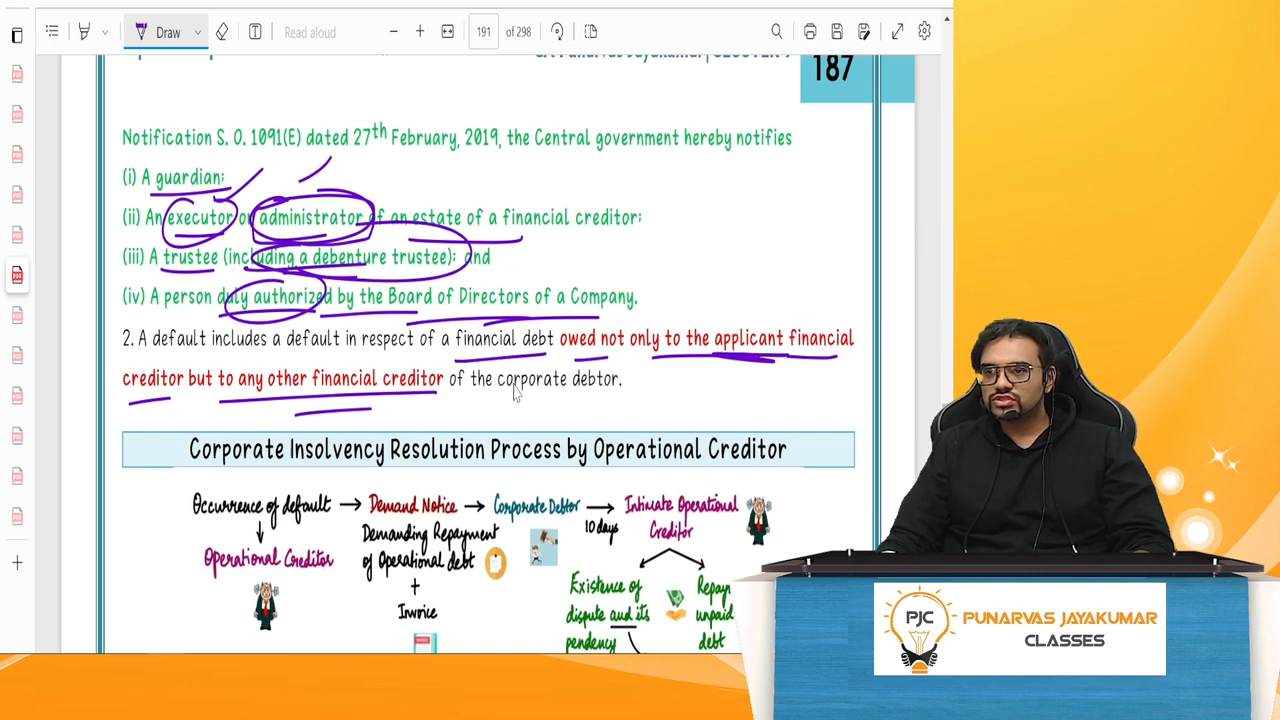 Draw
Read aloud
191 of 298
187
Notification S. O. 1091(E) dated 27th February, 2019, the Central government hereby notifies
(i) A guardian;
(ii) An executor or administrator of an estate of a financial creditor;
(iii) A trustee (including a debenture trustee); and
(iv) A person duly authorized by the Board of Directors of a Company.
2. A default includes a default in respect of a financial debt owed not only to the applicant financial
creditor but to any other financial creditor of the corporate debtor.
Corporate Insolvency Resolution Process by Operational Creditor
Occurrence of default → Demand Notice → Corporate Debtor → Intimate Operational
10 days
Creditor
Demanding Repayment
of Operational debt
Operational Creditor
+
Invoice
Existence of
dispute and its
pendency
Repay
unpaid
debt
PJC
PUNARVAS JAYAKUMAR
CLASSES